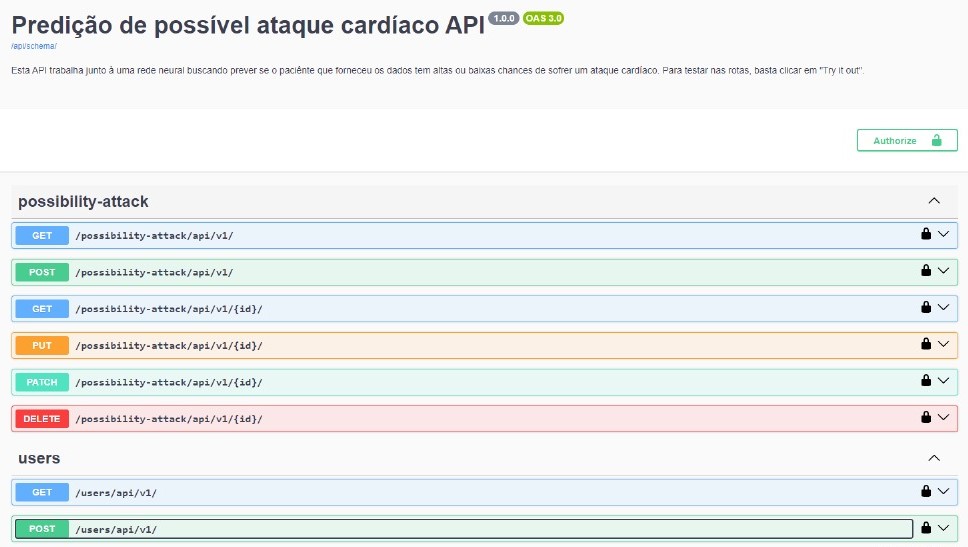 Predição de possível ataque cardíaco API 1.0.0 OAS 3.0
/api/schema/
Esta API trabalha junto à uma rede neural buscando prever se o paciênte que forneceu os dados tem altas ou baixas chances de sofrer um ataque cardíaco. Para testar nas rotas, basta clicar em "Try it out".
Authorize
possibility-attack
GET /possibility-attack/api/v1/
POST /possibility-attack/api/v1/
GET /possibility-attack/api/v1/{id}/
PUT /possibility-attack/api/v1/{id}/
PATCH /possibility-attack/api/v1/{id}/
DELETE /possibility-attack/api/v1/{id}/
users
GET /users/api/v1/
POST /users/api/v1/